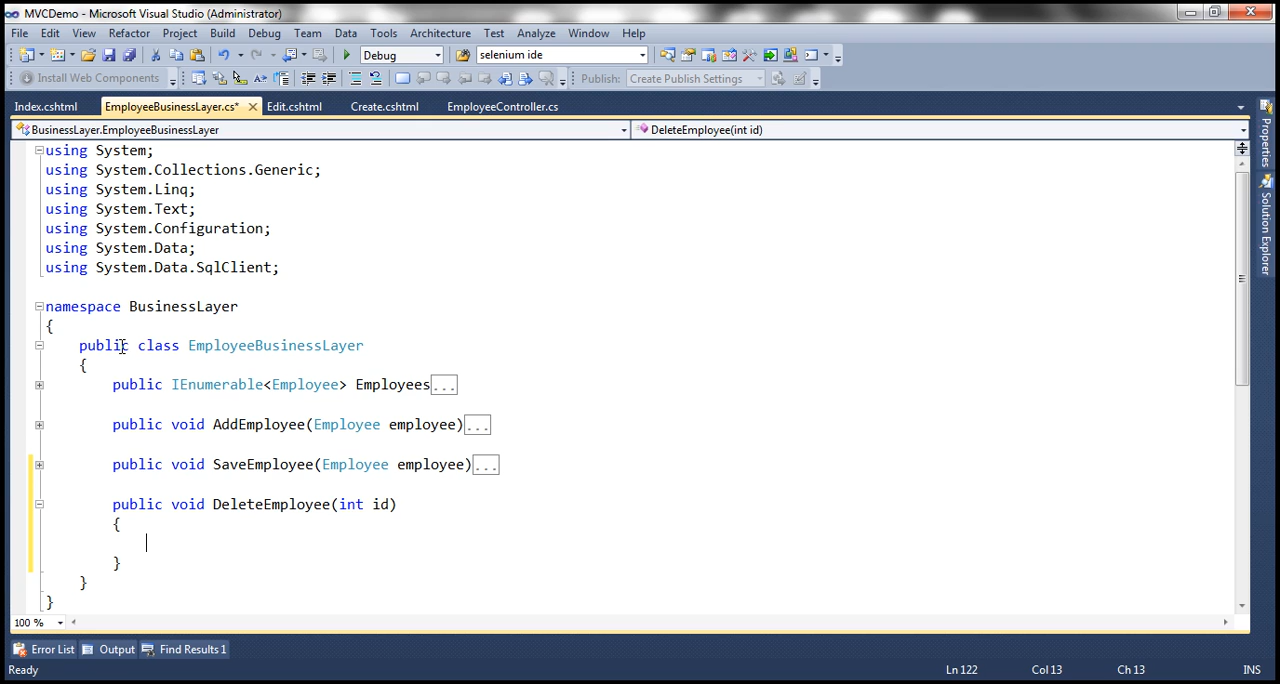 MVCDemo - Microsoft Visual Studio (Administrator)
File Edit View Refactor Project Build Debug Team Data Tools Architecture Test Analyze Window Help
Debug selenium ide
Install Web Components Publish: Create Publish Settings
Index.cshtml EmployeeBusinessLayer.cs* Edit.cshtml Create.cshtml EmployeeController.cs
BusinessLayer.EmployeeBusinessLayer DeleteEmployee(int id)
using System;
using System.Collections.Generic;
using System.Linq;
using System.Text;
using System.Configuration;
using System.Data;
using System.Data.SqlClient;
namespace BusinessLayer
{
public class EmployeeBusinessLayer
{
public IEnumerable<Employee> Employees...
public void AddEmployee(Employee employee)...
public void SaveEmployee(Employee employee)...
public void DeleteEmployee(int id)
{
}
}
}
100 %
Error List Output Find Results 1
Ready Ln 122 Col 13 Ch 13 INS
Properties
Solution Explorer